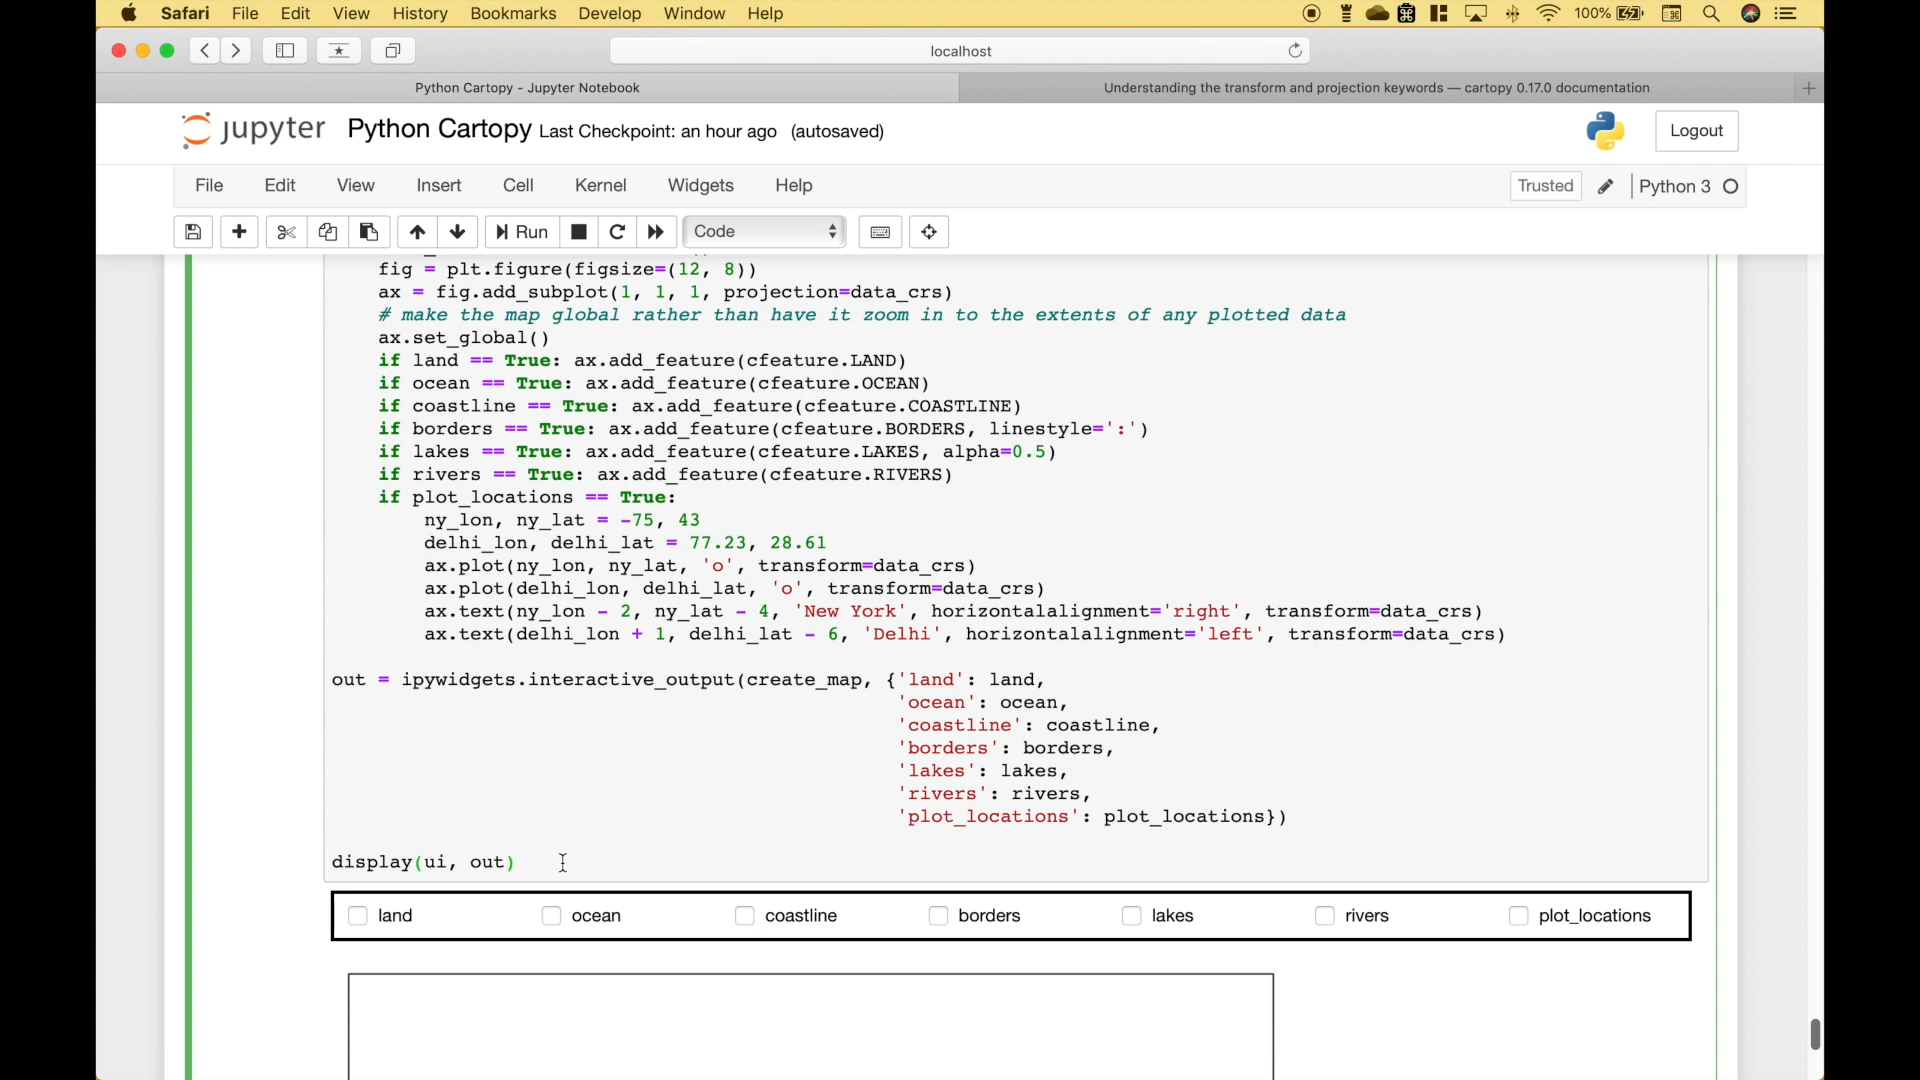 Safari File Edit View History Bookmarks Develop Window Help 100%
localhost
Python Cartopy - Jupyter Notebook
Understanding the transform and projection keywords — cartopy 0.17.0 documentation
jupyter Python Cartopy Last Checkpoint: an hour ago (autosaved) Logout
File Edit View Insert Cell Kernel Widgets Help Trusted Python 3
Run Code
fig = plt.figure(figsize=(12, 8))
ax = fig.add_subplot(1, 1, 1, projection=data_crs)
# make the map global rather than have it zoom in to the extents of any plotted data
ax.set_global()
if land == True: ax.add_feature(cfeature.LAND)
if ocean == True: ax.add_feature(cfeature.OCEAN)
if coastline == True: ax.add_feature(cfeature.COASTLINE)
if borders == True: ax.add_feature(cfeature.BORDERS, linestyle=':')
if lakes == True: ax.add_feature(cfeature.LAKES, alpha=0.5)
if rivers == True: ax.add_feature(cfeature.RIVERS)
if plot_locations == True:
ny_lon, ny_lat = -75, 43
delhi_lon, delhi_lat = 77.23, 28.61
ax.plot(ny_lon, ny_lat, 'o', transform=data_crs)
ax.plot(delhi_lon, delhi_lat, 'o', transform=data_crs)
ax.text(ny_lon - 2, ny_lat - 4, 'New York', horizontalalignment='right', transform=data_crs)
ax.text(delhi_lon + 1, delhi_lat - 6, 'Delhi', horizontalalignment='left', transform=data_crs)
out = ipywidgets.interactive_output(create_map, {'land': land,
'ocean': ocean,
'coastline': coastline,
'borders': borders,
'lakes': lakes,
'rivers': rivers,
'plot_locations': plot_locations})
display(ui, out)
land ocean coastline borders lakes rivers plot_locations